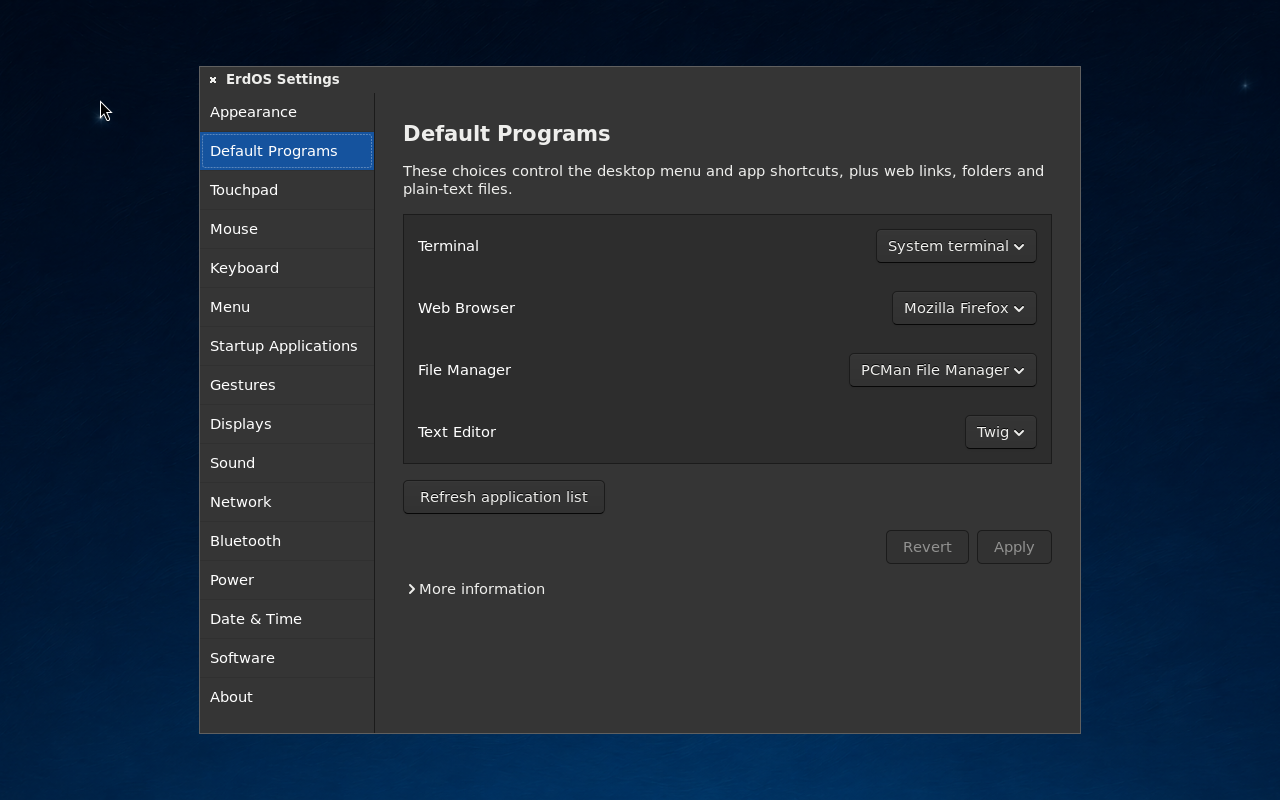 ErdOS Settings
Appearance
Default Programs
Touchpad
Mouse
Keyboard
Menu
Startup Applications
Gestures
Displays
Sound
Network
Bluetooth
Power
Date & Time
Software
About
Default Programs
These choices control the desktop menu and app shortcuts, plus web links, folders and
plain-text files.
Terminal System terminal
Web Browser Mozilla Firefox
File Manager PCMan File Manager
Text Editor Twig
Refresh application list
Revert Apply
More information